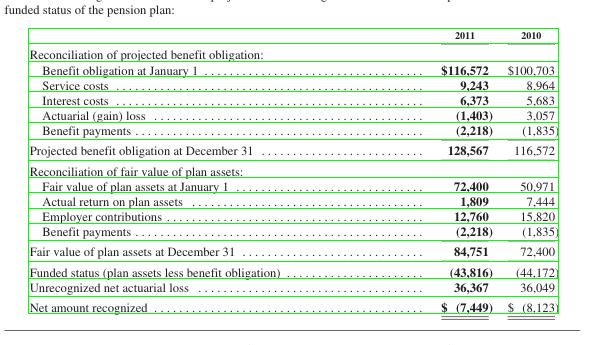 funded status of the pension plan:
2011 2010
Reconciliation of projected benefit obligation:
Benefit obligation at January 1 $116,572 $100,703
Service costs 9,243 8,964
Interest costs 6,373 5,683
Actuarial (gain) loss (1,403) 3,057
Benefit payments (2,218) (1,835)
Projected benefit obligation at December 31 128,567 116,572
Reconciliation of fair value of plan assets:
Fair value of plan assets at January 1 72,400 50,971
Actual return on plan assets 1,809 7,444
Employer contributions 12,760 15,820
Benefit payments (2,218) (1,835)
Fair value of plan assets at December 31 84,751 72,400
Funded status (plan assets less benefit obligation) (43,816) (44,172)
Unrecognized net actuarial loss 36,367 36,049
Net amount recognized $ (7,449) $ (8,123)